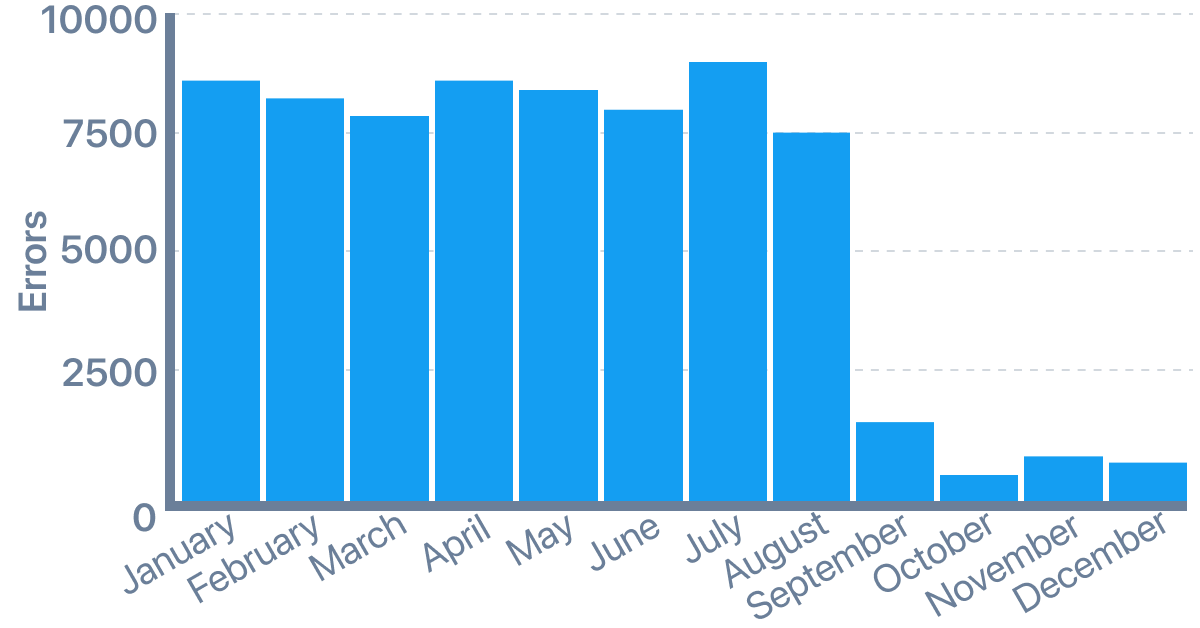 10000
7500
5000
2500
0
Errors
January
February
March
April
May
June
July
August
September
October
November
December